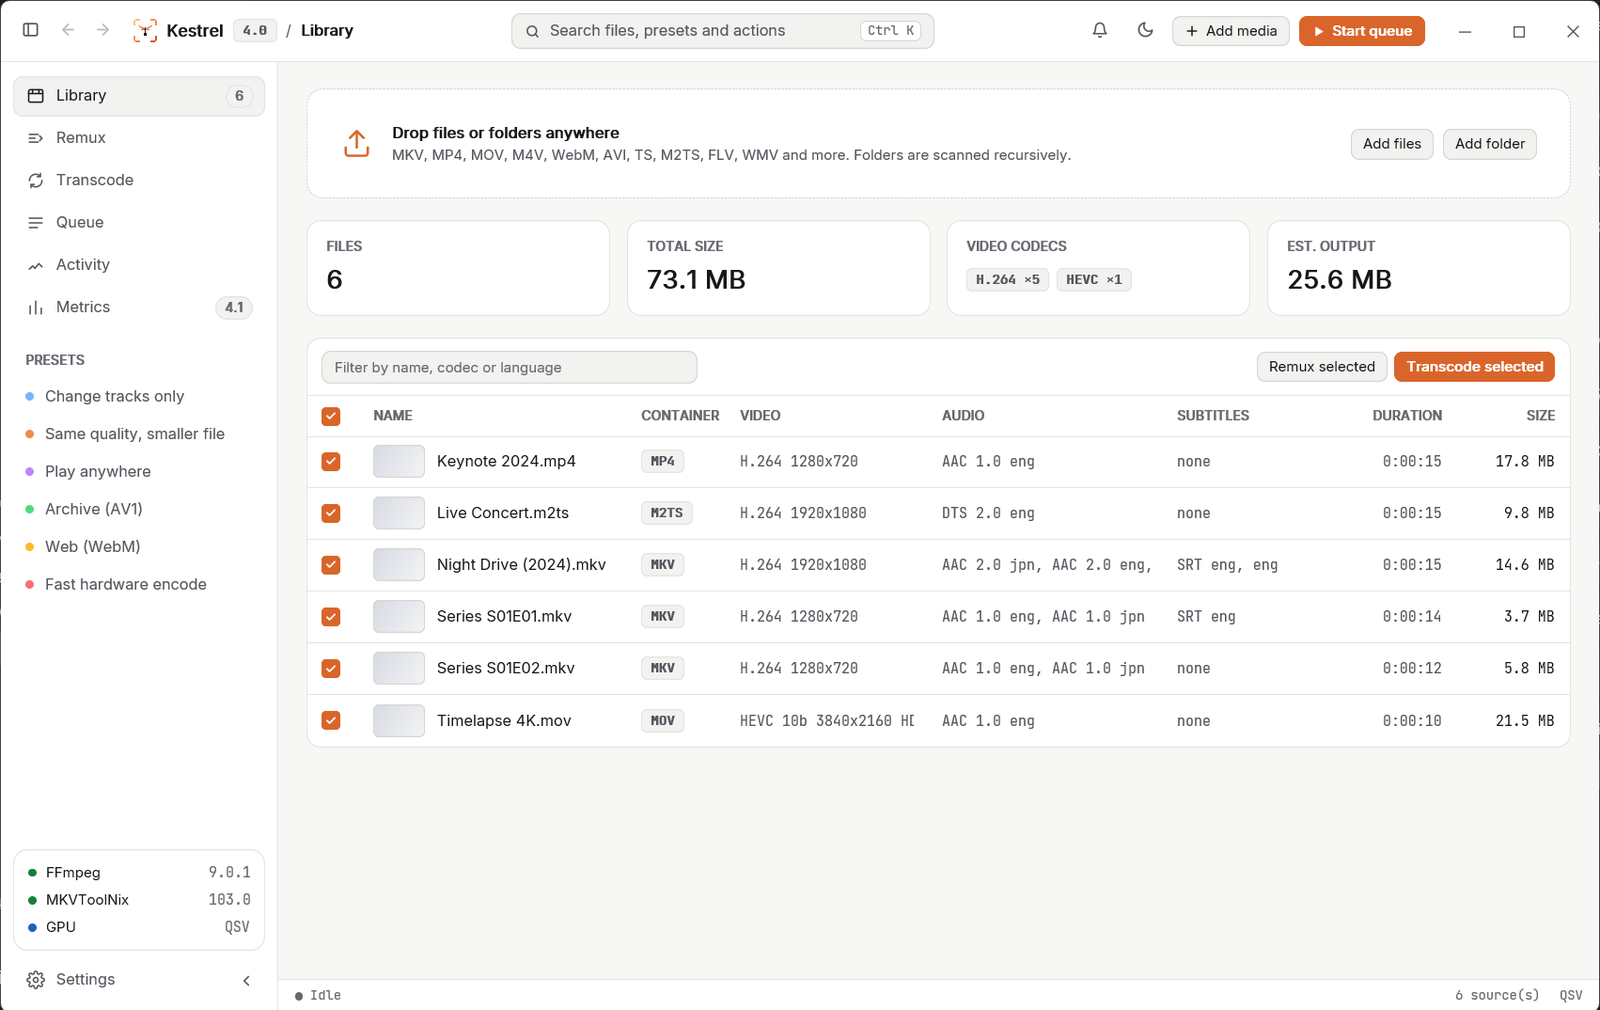 Kestrel 4.0 / Library
Search files, presets and actions Ctrl K
Add media
Start queue
Library 6
Remux
Transcode
Queue
Activity
Metrics 4.1
PRESETS
Change tracks only
Same quality, smaller file
Play anywhere
Archive (AV1)
Web (WebM)
Fast hardware encode
FFmpeg 9.0.1
MKVToolNix 103.0
GPU QSV
Settings
Drop files or folders anywhere
MKV, MP4, MOV, M4V, WebM, AVI, TS, M2TS, FLV, WMV and more. Folders are scanned recursively.
Add files Add folder
FILES
6
TOTAL SIZE
73.1 MB
VIDEO CODECS
H.264 ×5 HEVC ×1
EST. OUTPUT
25.6 MB
Filter by name, codec or language
Remux selected Transcode selected
NAME CONTAINER VIDEO AUDIO SUBTITLES DURATION SIZE
Keynote 2024.mp4 MP4 H.264 1280x720 AAC 1.0 eng none 0:00:15 17.8 MB
Live Concert.m2ts M2TS H.264 1920x1080 DTS 2.0 eng none 0:00:15 9.8 MB
Night Drive (2024).mkv MKV H.264 1920x1080 AAC 2.0 jpn, AAC 2.0 eng, SRT eng, eng 0:00:15 14.6 MB
Series S01E01.mkv MKV H.264 1280x720 AAC 1.0 eng, AAC 1.0 jpn SRT eng 0:00:14 3.7 MB
Series S01E02.mkv MKV H.264 1280x720 AAC 1.0 eng, AAC 1.0 jpn none 0:00:12 5.8 MB
Timelapse 4K.mov MOV HEVC 10b 3840x2160 AAC 1.0 eng none 0:00:10 21.5 MB
Idle
6 source(s) QSV